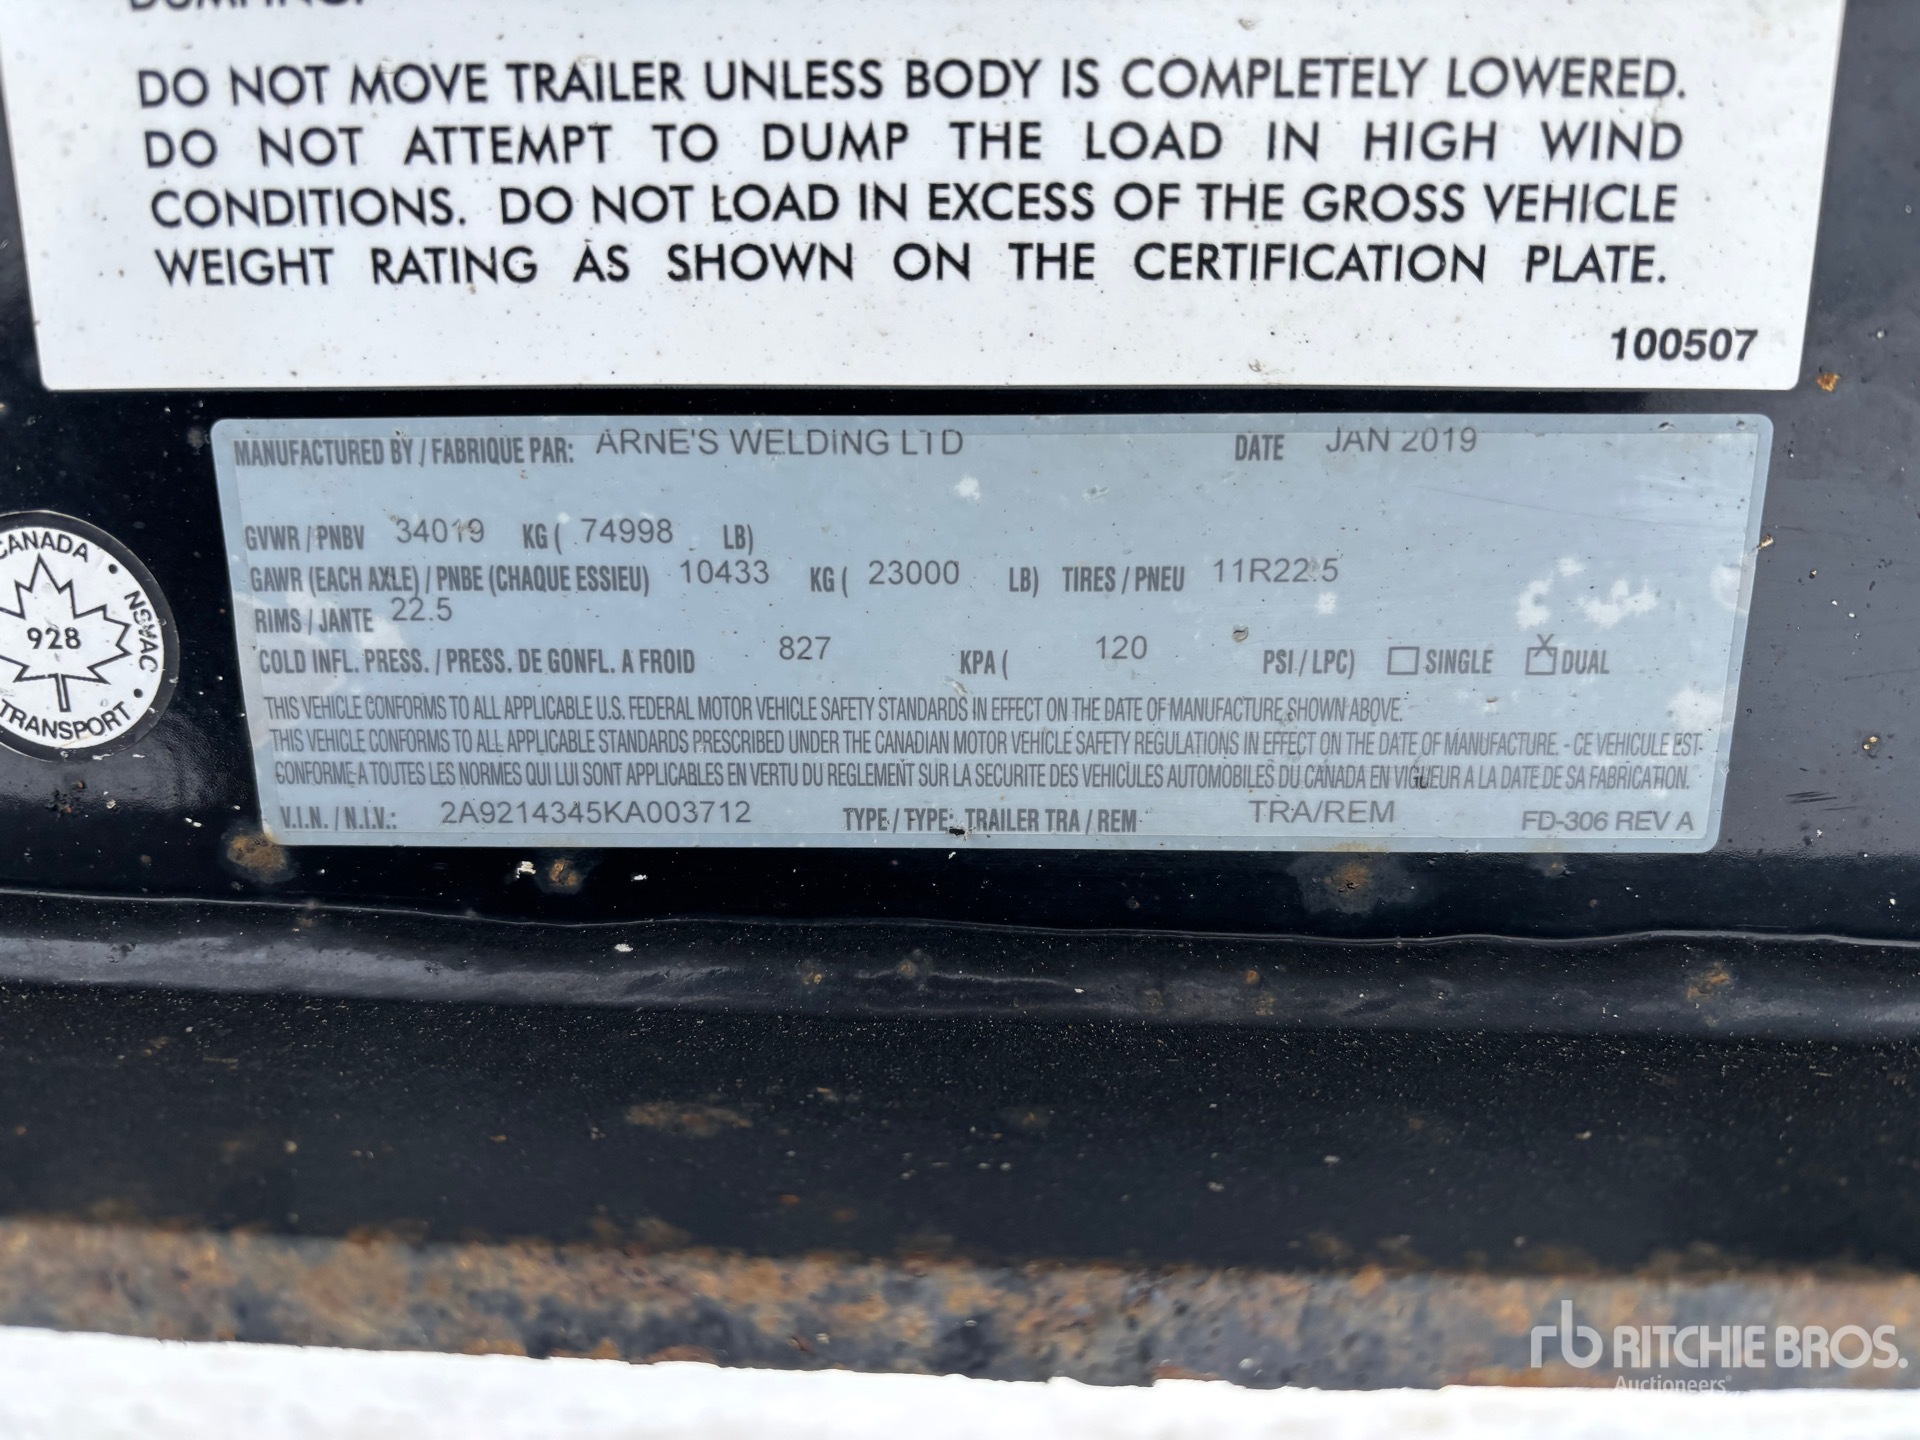 DUMPING.
DO NOT MOVE TRAILER UNLESS BODY IS COMPLETELY LOWERED.
DO NOT ATTEMPT TO DUMP THE LOAD IN HIGH WIND
CONDITIONS. DO NOT LOAD IN EXCESS OF THE GROSS VEHICLE
WEIGHT RATING AS SHOWN ON THE CERTIFICATION PLATE.
100507
MANUFACTURED BY / FABRIQUE PAR: ARNE'S WELDING LTD DATE JAN 2019
GVWR / PNBV 34019 KG ( 74998 LB)
GAWR (EACH AXLE) / PNBE (CHAQUE ESSIEU) 10433 KG ( 23000 LB) TIRES / PNEU 11R22.5
RIMS / JANTE 22.5
COLD INFL. PRESS. / PRESS. DE GONFL. A FROID 827 KPA ( 120 PSI / LPC) SINGLE X DUAL
THIS VEHICLE CONFORMS TO ALL APPLICABLE U.S. FEDERAL MOTOR VEHICLE SAFETY STANDARDS IN EFFECT ON THE DATE OF MANUFACTURE SHOWN ABOVE.
THIS VEHICLE CONFORMS TO ALL APPLICABLE STANDARDS PRESCRIBED UNDER THE CANADIAN MOTOR VEHICLE SAFETY REGULATIONS IN EFFECT ON THE DATE OF MANUFACTURE. - CE VEHICULE EST
CONFORME A TOUTES LES NORMES QUI LUI SONT APPLICABLES EN VERTU DU REGLEMENT SUR LA SECURITE DES VEHICULES AUTOMOBILES DU CANADA EN VIGUEUR A LA DATE DE SA FABRICATION.
V.I.N. / N.I.V.: 2A9214345KA003712 TYPE / TYPE: TRAILER TRA / REM TRA/REM FD-306 REV A
CANADA • NSVAC • TRANSPORT
928
rb RITCHIE BROS.
Auctioneers